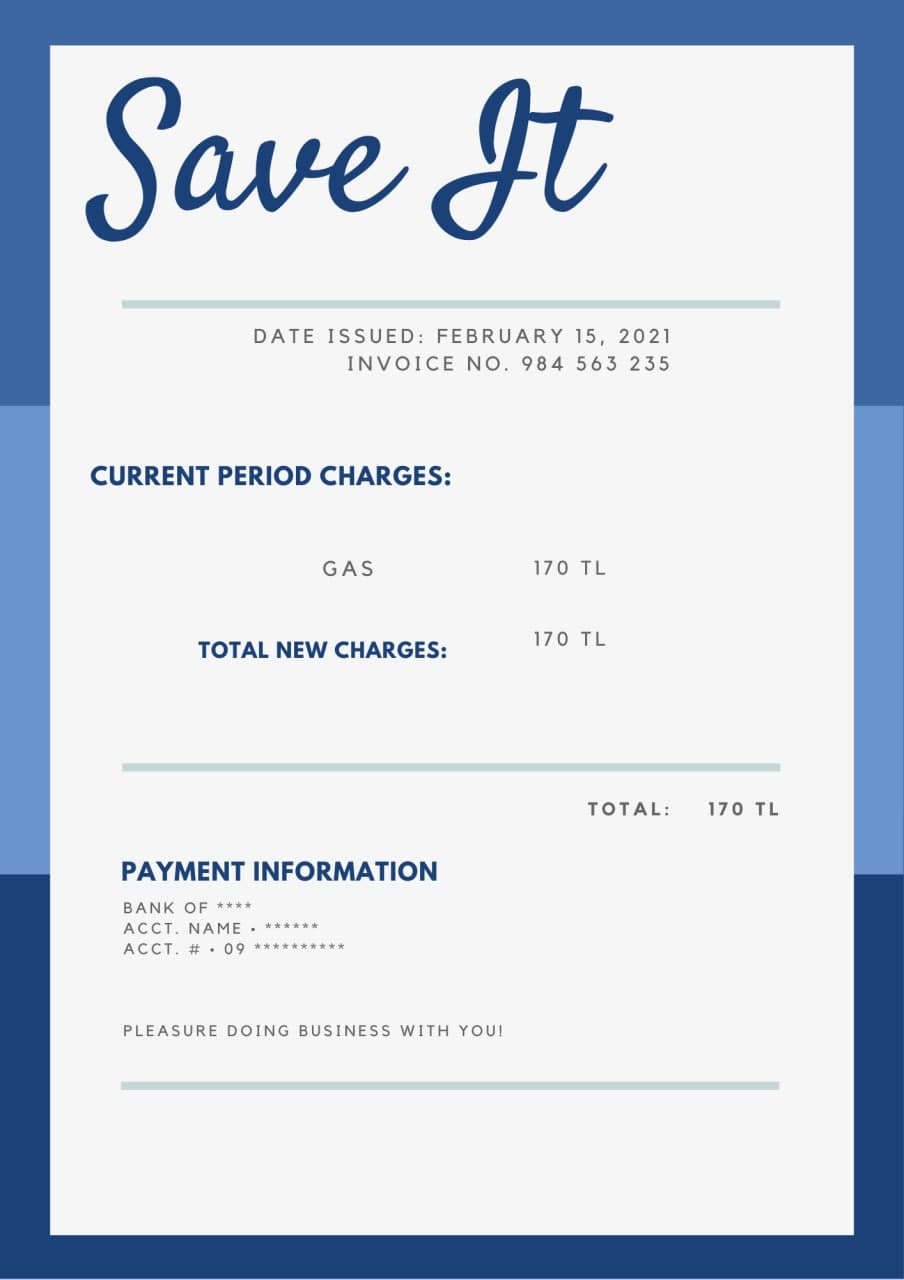 Save It
DATE ISSUED: FEBRUARY 15, 2021
INVOICE NO. 984 563 235
CURRENT PERIOD CHARGES:
GAS 170 TL
TOTAL NEW CHARGES: 170 TL
TOTAL: 170 TL
PAYMENT INFORMATION
BANK OF ****
ACCT. NAME • ******
ACCT. # • 09 **********
PLEASURE DOING BUSINESS WITH YOU!